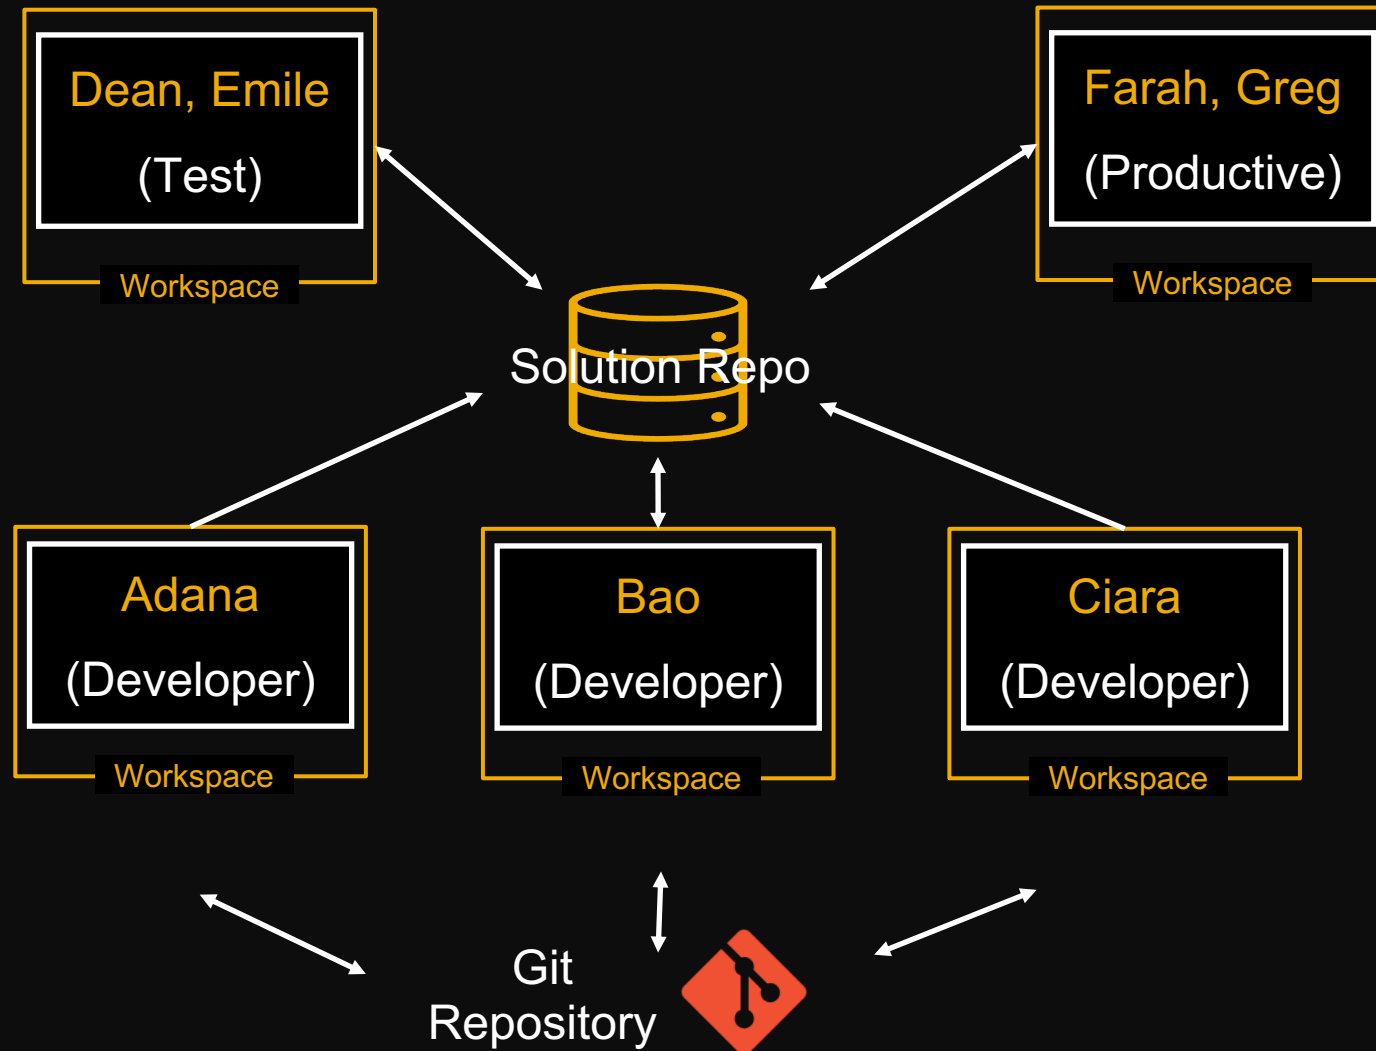 Dean, Emile
(Test)
Workspace
Farah, Greg
(Productive)
Workspace
Solution Repo
Adana
(Developer)
Workspace
Bao
(Developer)
Workspace
Ciara
(Developer)
Workspace
Git
Repository